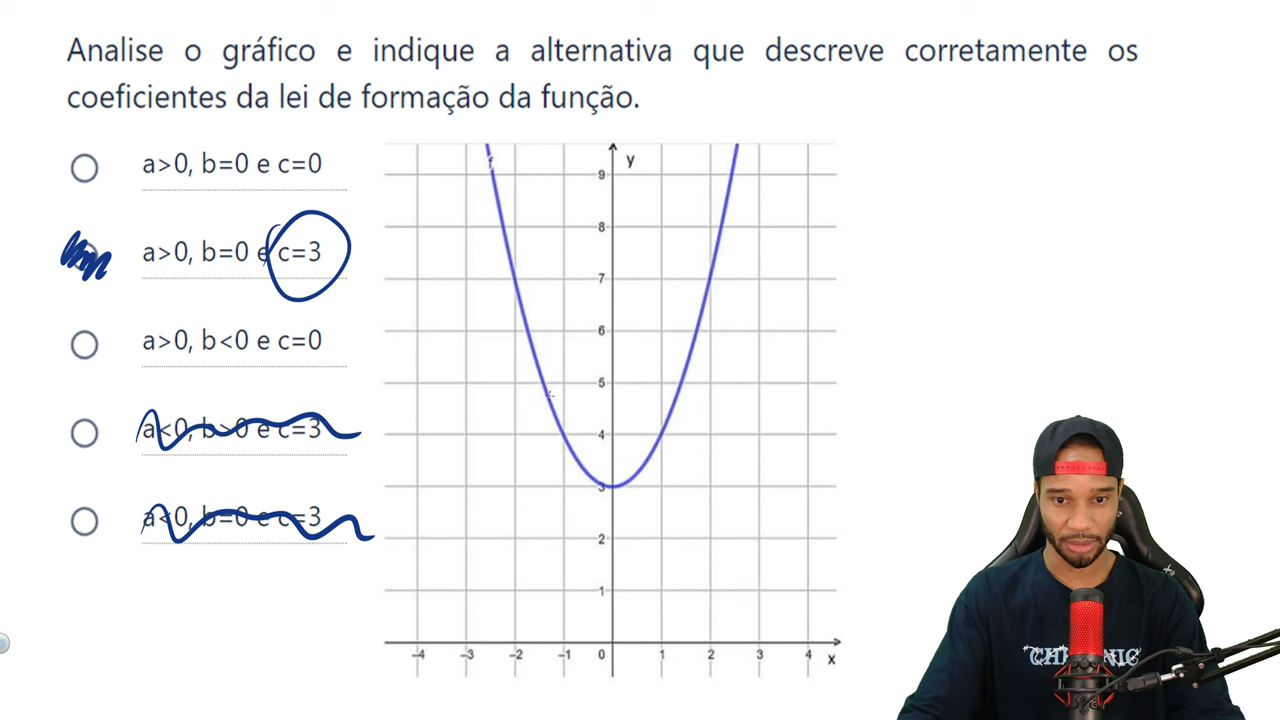 Analise o gráfico e indique a alternativa que descreve corretamente os
coeficientes da lei de formação da função.
a>0, b=0 e c=0
a>0, b=0 e c=3
a>0, b<0 e c=0
a<0, b>0 e c=3
a<0, b=0 e c=3
f
y
9
8
7
6
5
4
3
2
1
-4 -3 -2 -1 0 1 2 3 4 x